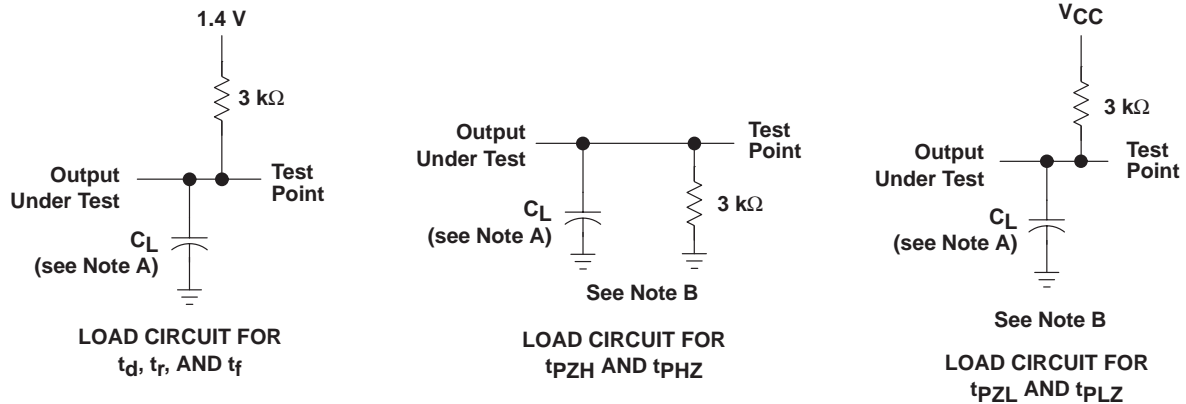 1.4 V
3 kΩ
Output
Under Test
Test
Point
CL
(see Note A)
LOAD CIRCUIT FOR
td, tr, AND tf
Output
Under Test
Test
Point
CL
(see Note A)
3 kΩ
See Note B
LOAD CIRCUIT FOR
tPZH AND tPHZ
VCC
3 kΩ
Output
Under Test
Test
Point
CL
(see Note A)
See Note B
LOAD CIRCUIT FOR
tPZL AND tPLZ